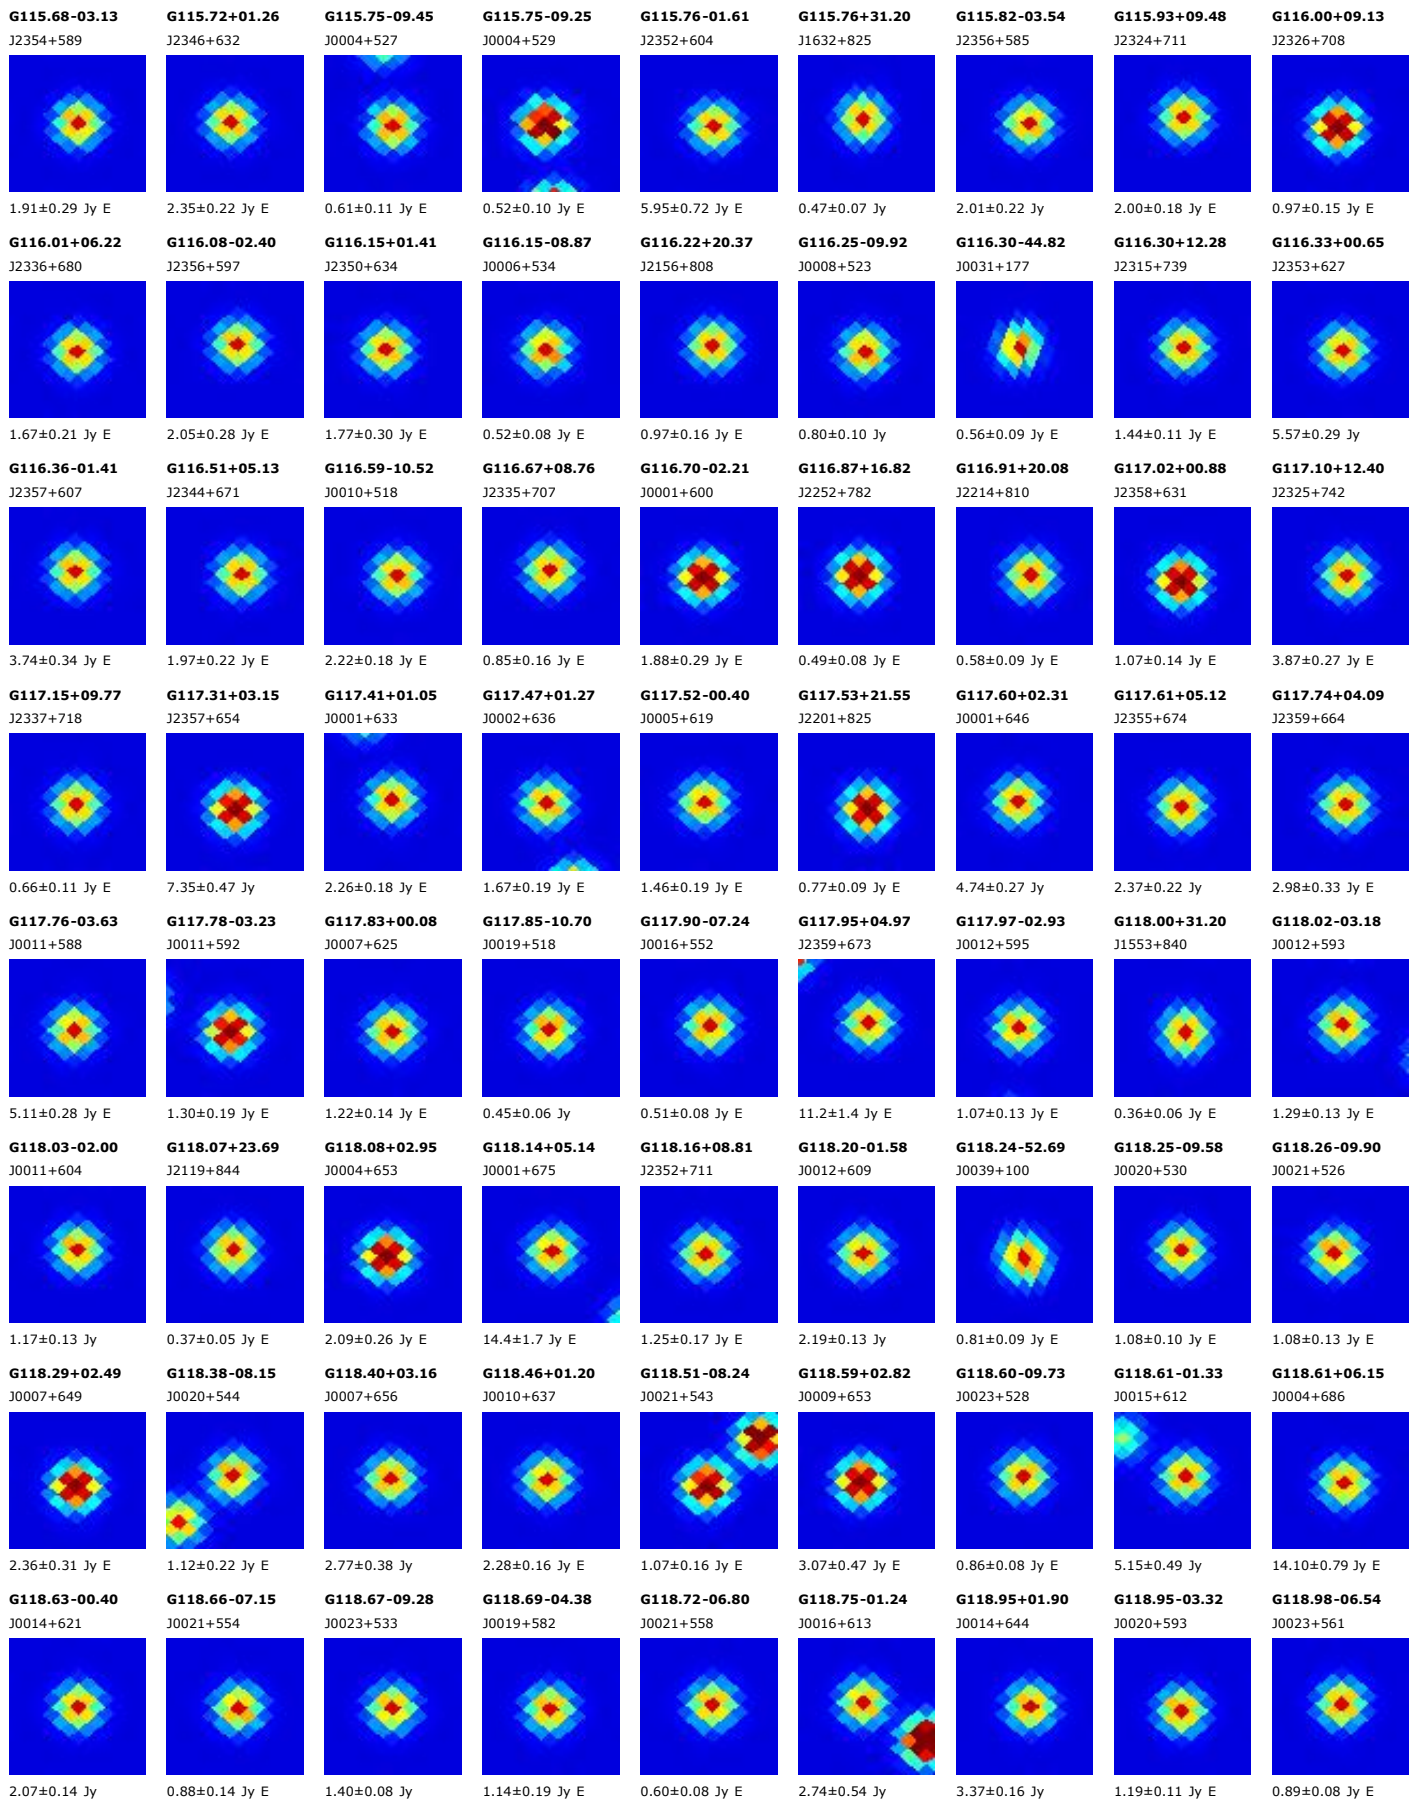 G115.68-03.13 G115.72+01.26 G115.75-09.45 G115.75-09.25 G115.76-01.61 G115.76+31.20 G115.82-03.54 G115.93+09.48 G116.00+09.13
J2354+589 J2346+632 J0004+527 J0004+529 J2352+604 J1632+825 J2356+585 J2324+711 J2326+708
1.91±0.29 Jy E 2.35±0.22 Jy E 0.61±0.11 Jy E 0.52±0.10 Jy E 5.95±0.72 Jy E 0.47±0.07 Jy 2.01±0.22 Jy 2.00±0.18 Jy E 0.97±0.15 Jy E
G116.01+06.22 G116.08-02.40 G116.15+01.41 G116.15-08.87 G116.22+20.37 G116.25-09.92 G116.30-44.82 G116.30+12.28 G116.33+00.65
J2336+680 J2356+597 J2350+634 J0006+534 J2156+808 J0008+523 J0031+177 J2315+739 J2353+627
1.67±0.21 Jy E 2.05±0.28 Jy E 1.77±0.30 Jy E 0.52±0.08 Jy E 0.97±0.16 Jy E 0.80±0.10 Jy 0.56±0.09 Jy E 1.44±0.11 Jy E 5.57±0.29 Jy
G116.36-01.41 G116.51+05.13 G116.59-10.52 G116.67+08.76 G116.70-02.21 G116.87+16.82 G116.91+20.08 G117.02+00.88 G117.10+12.40
J2357+607 J2344+671 J0010+518 J2335+707 J0001+600 J2252+782 J2214+810 J2358+631 J2325+742
3.74±0.34 Jy E 1.97±0.22 Jy E 2.22±0.18 Jy E 0.85±0.16 Jy E 1.88±0.29 Jy E 0.49±0.08 Jy E 0.58±0.09 Jy E 1.07±0.14 Jy E 3.87±0.27 Jy E
G117.15+09.77 G117.31+03.15 G117.41+01.05 G117.47+01.27 G117.52-00.40 G117.53+21.55 G117.60+02.31 G117.61+05.12 G117.74+04.09
J2337+718 J2357+654 J0001+633 J0002+636 J0005+619 J2201+825 J0001+646 J2355+674 J2359+664
0.66±0.11 Jy E 7.35±0.47 Jy 2.26±0.18 Jy E 1.67±0.19 Jy E 1.46±0.19 Jy E 0.77±0.09 Jy E 4.74±0.27 Jy 2.37±0.22 Jy 2.98±0.33 Jy E
G117.76-03.63 G117.78-03.23 G117.83+00.08 G117.85-10.70 G117.90-07.24 G117.95+04.97 G117.97-02.93 G118.00+31.20 G118.02-03.18
J0011+588 J0011+592 J0007+625 J0019+518 J0016+552 J2359+673 J0012+595 J1553+840 J0012+593
5.11±0.28 Jy E 1.30±0.19 Jy E 1.22±0.14 Jy E 0.45±0.06 Jy 0.51±0.08 Jy E 11.2±1.4 Jy E 1.07±0.13 Jy E 0.36±0.06 Jy E 1.29±0.13 Jy E
G118.03-02.00 G118.07+23.69 G118.08+02.95 G118.14+05.14 G118.16+08.81 G118.20-01.58 G118.24-52.69 G118.25-09.58 G118.26-09.90
J0011+604 J2119+844 J0004+653 J0001+675 J2352+711 J0012+609 J0039+100 J0020+530 J0021+526
1.17±0.13 Jy 0.37±0.05 Jy E 2.09±0.26 Jy E 14.4±1.7 Jy E 1.25±0.17 Jy E 2.19±0.13 Jy 0.81±0.09 Jy E 1.08±0.10 Jy E 1.08±0.13 Jy E
G118.29+02.49 G118.38-08.15 G118.40+03.16 G118.46+01.20 G118.51-08.24 G118.59+02.82 G118.60-09.73 G118.61-01.33 G118.61+06.15
J0007+649 J0020+544 J0007+656 J0010+637 J0021+543 J0009+653 J0023+528 J0015+612 J0004+686
2.36±0.31 Jy E 1.12±0.22 Jy E 2.77±0.38 Jy 2.28±0.16 Jy E 1.07±0.16 Jy E 3.07±0.47 Jy E 0.86±0.08 Jy E 5.15±0.49 Jy 14.10±0.79 Jy E
G118.63-00.40 G118.66-07.15 G118.67-09.28 G118.69-04.38 G118.72-06.80 G118.75-01.24 G118.95+01.90 G118.95-03.32 G118.98-06.54
J0014+621 J0021+554 J0023+533 J0019+582 J0021+558 J0016+613 J0014+644 J0020+593 J0023+561
2.07±0.14 Jy 0.88±0.14 Jy E 1.40±0.08 Jy 1.14±0.19 Jy E 0.60±0.08 Jy E 2.74±0.54 Jy 3.37±0.16 Jy 1.19±0.11 Jy E 0.89±0.08 Jy E